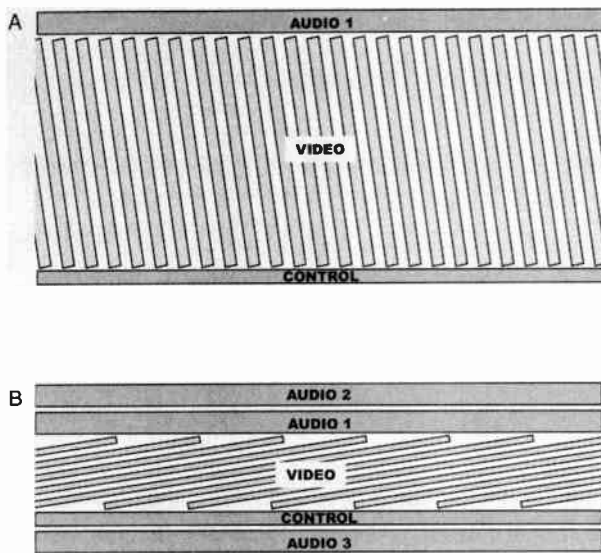 A
AUDIO 1
VIDEO
CONTROL
B
AUDIO 2
AUDIO 1
VIDEO
CONTROL
AUDIO 3